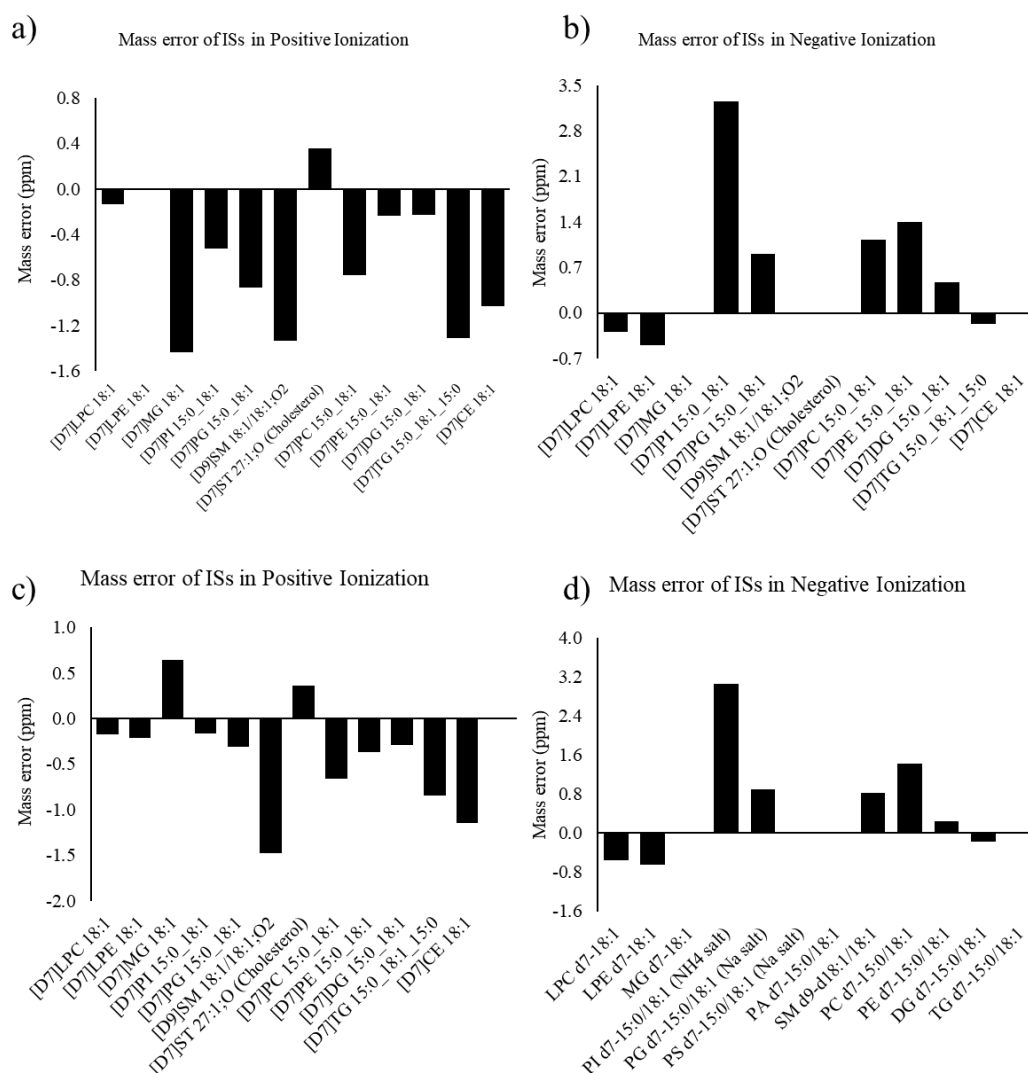 a)
Mass error of ISs in Positive Ionization
Mass error (ppm)
0.8
0.4
0.0
-0.4
-0.8
-1.2
-1.6
[D7]LPC 18:1
[D7]LPE 18:1
[D7]MG 18:1
[D7]PI 15:0_18:1
[D7]PG 15:0_18:1
[D9]SM 18:1/18:1;O2
[D7]ST 27:1;O (Cholesterol)
[D7]PC 15:0_18:1
[D7]PE 15:0_18:1
[D7]DG 15:0_18:1
[D7]TG 15:0_18:1_15:0
[D7]CE 18:1
b)
Mass error of ISs in Negative Ionization
Mass error (ppm)
3.5
2.8
2.1
1.4
0.7
0.0
-0.7
[D7]LPC 18:1
[D7]LPE 18:1
[D7]MG 18:1
[D7]PI 15:0_18:1
[D7]PG 15:0_18:1
[D9]SM 18:1/18:1;O2
[D7]ST 27:1;O (Cholesterol)
[D7]PC 15:0_18:1
[D7]PE 15:0_18:1
[D7]DG 15:0_18:1
[D7]TG 15:0_18:1_15:0
[D7]CE 18:1
c)
Mass error of ISs in Positive Ionization
Mass error (ppm)
1.0
0.5
0.0
-0.5
-1.0
-1.5
-2.0
[D7]LPC 18:1
[D7]LPE 18:1
[D7]MG 18:1
[D7]PI 15:0_18:1
[D7]PG 15:0_18:1
[D9]SM 18:1/18:1;O2
[D7]ST 27:1;O (Cholesterol)
[D7]PC 15:0_18:1
[D7]PE 15:0_18:1
[D7]DG 15:0_18:1
[D7]TG 15:0_18:1_15:0
[D7]CE 18:1
d)
Mass error of ISs in Negative Ionization
Mass error (ppm)
4.0
3.2
2.4
1.6
0.8
0.0
-0.8
-1.6
LPC d7-18:1
LPE d7-18:1
MG d7-18:1
PI d7-15:0/18:1 (NH4 salt)
PG d7-15:0/18:1 (Na salt)
PS d7-15:0/18:1 (Na salt)
PA d7-15:0/18:1
SM d9-d18:1/18:1
PC d7-15:0/18:1
PE d7-15:0/18:1
DG d7-15:0/18:1
TG d7-15:0/18:1